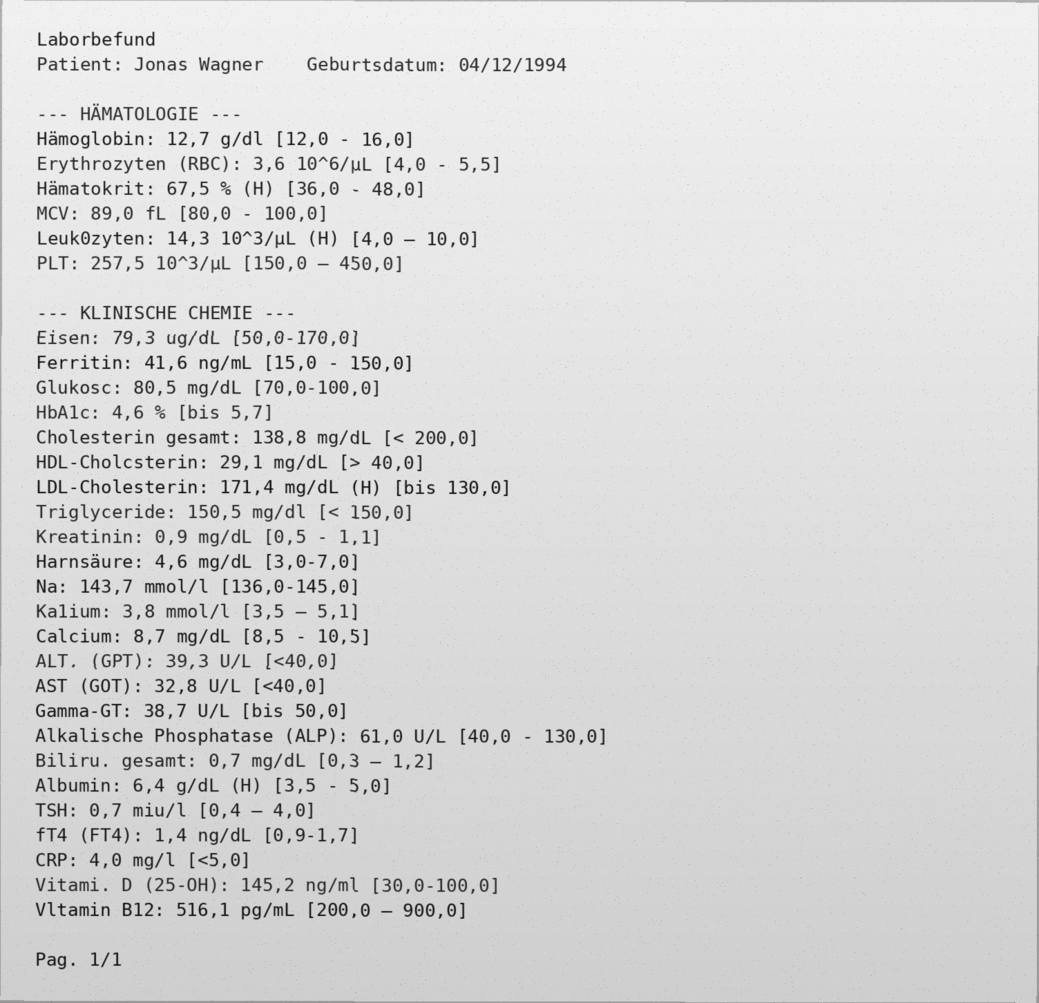 Laborbefund
Patient: Jonas Wagner    Geburtsdatum: 04/12/1994
--- HÄMATOLOGIE ---
Hämoglobin: 12,7 g/dl [12,0 - 16,0]
Erythrozyten (RBC): 3,6 10^6/µL [4,0 - 5,5]
Hämatokrit: 67,5 % (H) [36,0 - 48,0]
MCV: 89,0 fL [80,0 - 100,0]
Leuk0zyten: 14,3 10^3/µL (H) [4,0 – 10,0]
PLT: 257,5 10^3/µL [150,0 – 450,0]
--- KLINISCHE CHEMIE ---
Eisen: 79,3 ug/dL [50,0-170,0]
Ferritin: 41,6 ng/mL [15,0 - 150,0]
Glukosc: 80,5 mg/dL [70,0-100,0]
HbA1c: 4,6 % [bis 5,7]
Cholesterin gesamt: 138,8 mg/dL [< 200,0]
HDL-Cholcsterin: 29,1 mg/dL [> 40,0]
LDL-Cholesterin: 171,4 mg/dL (H) [bis 130,0]
Triglyceride: 150,5 mg/dl [< 150,0]
Kreatinin: 0,9 mg/dL [0,5 - 1,1]
Harnsäure: 4,6 mg/dL [3,0-7,0]
Na: 143,7 mmol/l [136,0-145,0]
Ka1ium: 3,8 mmol/l [3,5 – 5,1]
Calcium: 8,7 mg/dL [8,5 - 10,5]
ALT. (GPT): 39,3 U/L [<40,0]
AST (GOT): 32,8 U/L [<40,0]
Gamma-GT: 38,7 U/L [bis 50,0]
Alkalische Phosphatase (ALP): 61,0 U/L [40,0 - 130,0]
Biliru. gesamt: 0,7 mg/dL [0,3 – 1,2]
Albumin: 6,4 g/dL (H) [3,5 - 5,0]
TSH: 0,7 miu/l [0,4 – 4,0]
fT4 (FT4): 1,4 ng/dL [0,9-1,7]
CRP: 4,0 mg/l [<5,0]
Vitami. D (25-OH): 145,2 ng/ml [30,0-100,0]
Vltamin B12: 516,1 pg/mL [200,0 – 900,0]
Pag. 1/1